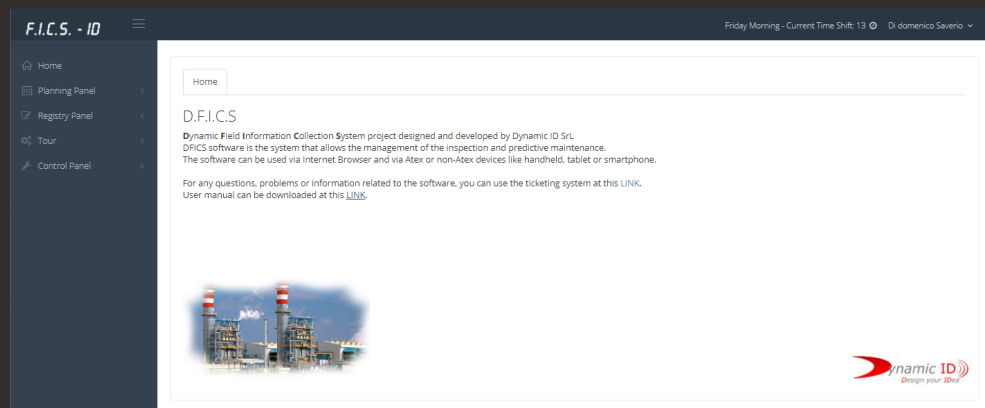 F.I.C.S. - ID
Friday Morning - Current Time Shift: 13
Di domenico Saverio
Home
Planning Panel
Registry Panel
Tour
Control Panel
Home
D.F.I.C.S
Dynamic Field Information Collection System project designed and developed by Dynamic ID SrL
DFICS software is the system that allows the management of the inspection and predictive maintenance.
The software can be used via Internet Browser and via Atex or non-Atex devices like handheld, tablet or smartphone.
For any questions, problems or information related to the software, you can use the ticketing system at this LINK.
User manual can be downloaded at this LINK.
Dynamic ID
Design your IDea